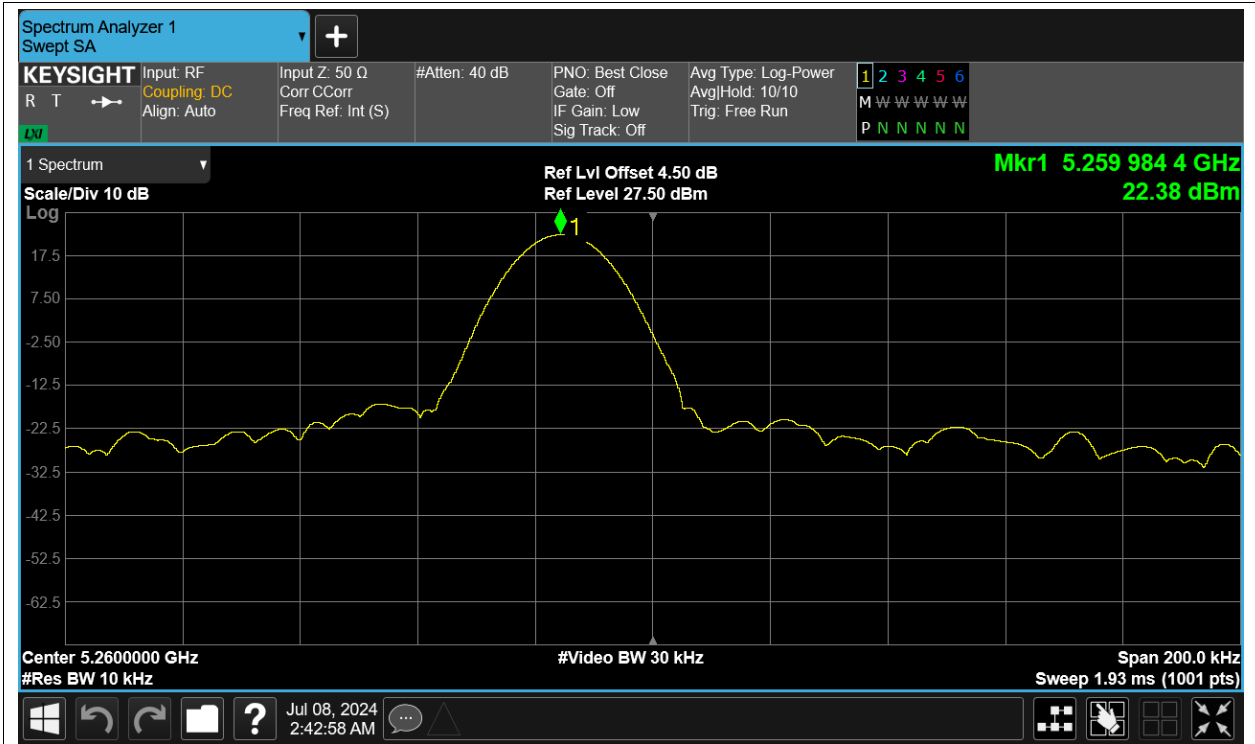 Spectrum Analyzer 1
Swept SA
+
KEYSIGHT
R T
LXI
Input: RF
Coupling: DC
Align: Auto
Input Z: 50 Ω
Corr CCorr
Freq Ref: Int (S)
#Atten: 40 dB
PNO: Best Close
Gate: Off
IF Gain: Low
Sig Track: Off
Avg Type: Log-Power
Avg|Hold: 10/10
Trig: Free Run
1 2 3 4 5 6
M W W W W W
P N N N N N
1 Spectrum
Scale/Div 10 dB
Log
Ref Lvl Offset 4.50 dB
Ref Level 27.50 dBm
Mkr1 5.259 984 4 GHz
22.38 dBm
1
17.5
7.50
-2.50
-12.5
-22.5
-32.5
-42.5
-52.5
-62.5
Center 5.2600000 GHz
#Res BW 10 kHz
#Video BW 30 kHz
Span 200.0 kHz
Sweep 1.93 ms (1001 pts)
?
Jul 08, 2024
2:42:58 AM